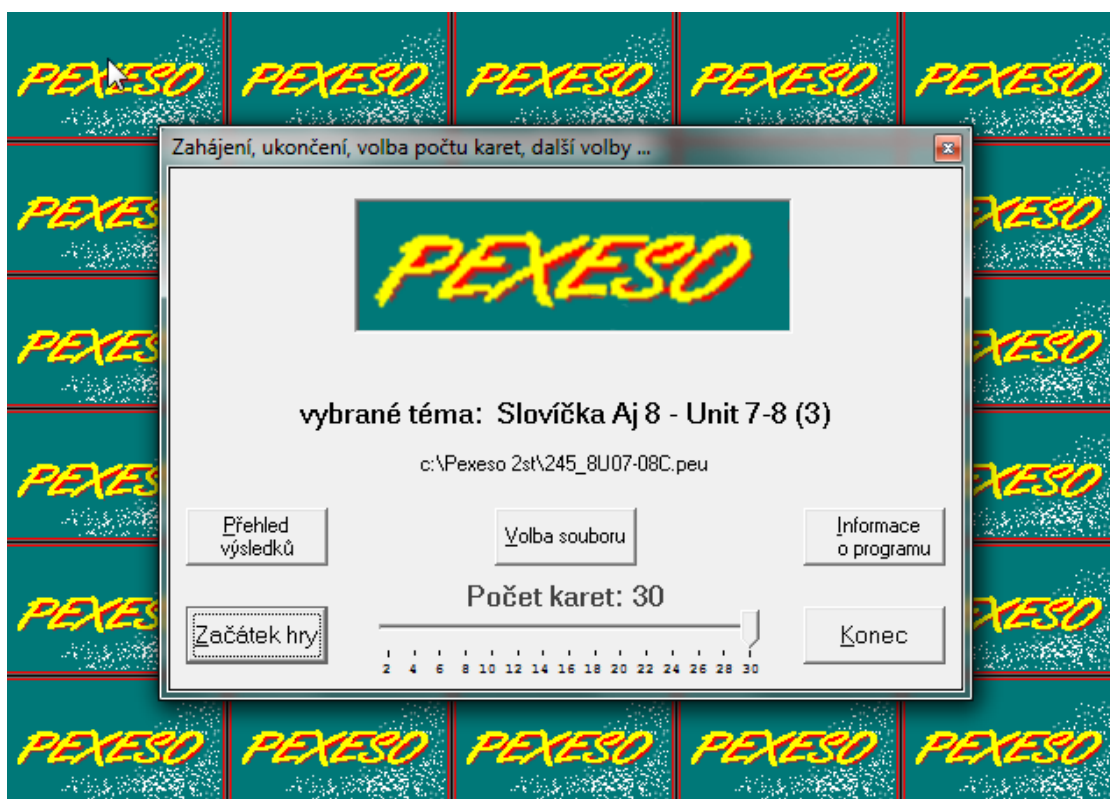 PEXESO PEXESO PEXESO PEXESO PEXESO
Zahájení, ukončení, volba počtu karet, další volby ...
PEXESO
vybrané téma: Slovíčka Aj 8 - Unit 7-8 (3)
c:\Pexeso 2st\245_8U07-08C.peu
Přehled
výsledků
Volba souboru
Informace
o programu
Počet karet: 30
Začátek hry
2 4 6 8 10 12 14 16 18 20 22 24 26 28 30
Konec
PEXESO PEXESO PEXESO PEXESO PEXESO